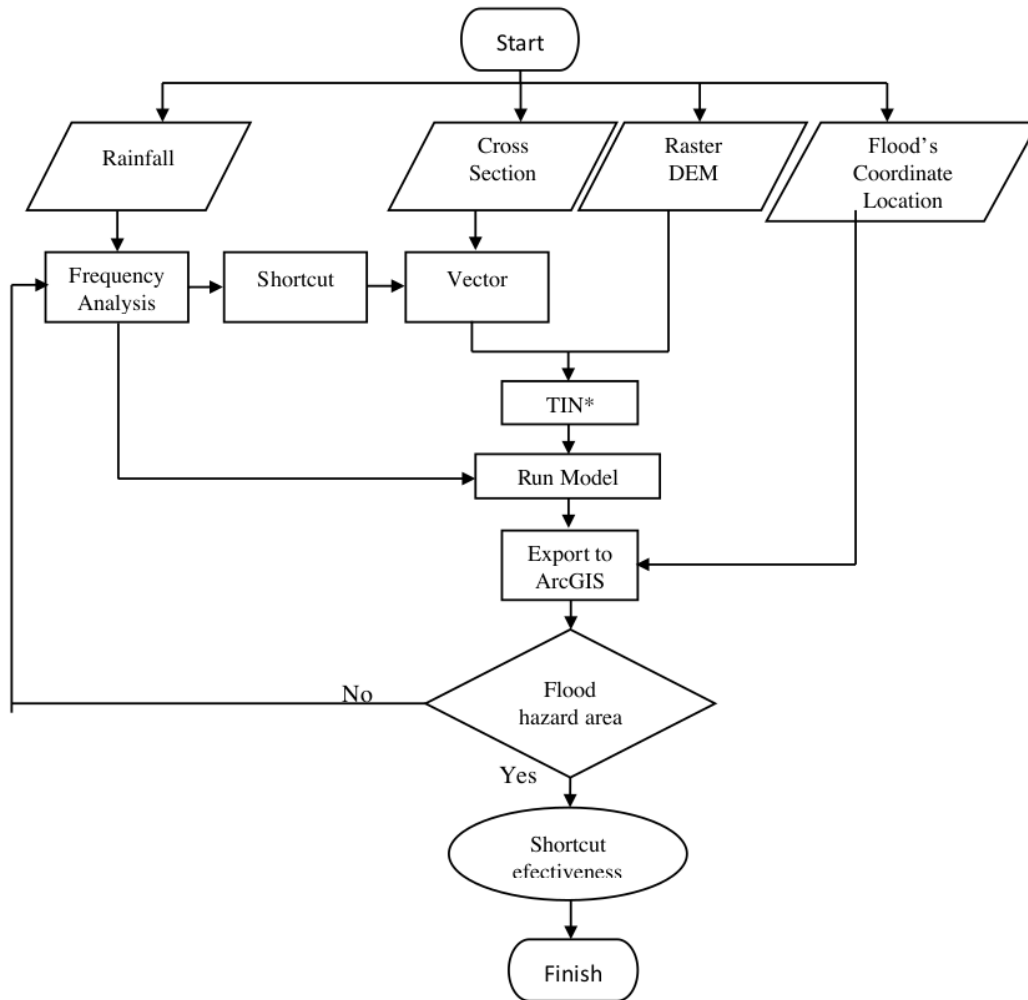 Start
Rainfall
Cross
Section
Raster
DEM
Flood's
Coordinate
Location
Frequency
Analysis
Shortcut
Vector
TIN*
Run Model
Export to
ArcGIS
Flood
hazard area
No
Yes
Shortcut
efectiveness
Finish